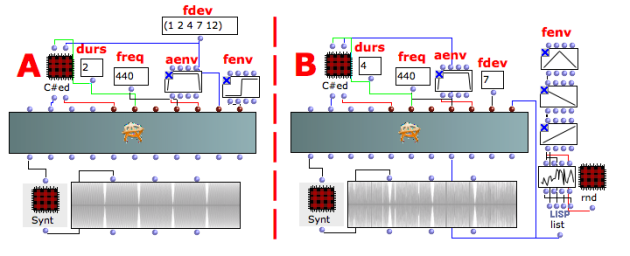 A
fdev
(1 2 4 7 12)
durs
2
C#ed
freq
440
aenv
fenv
Synt
B
durs
4
C#ed
freq
440
aenv
fdev
7
fenv
Synt
rnd
LISP
list